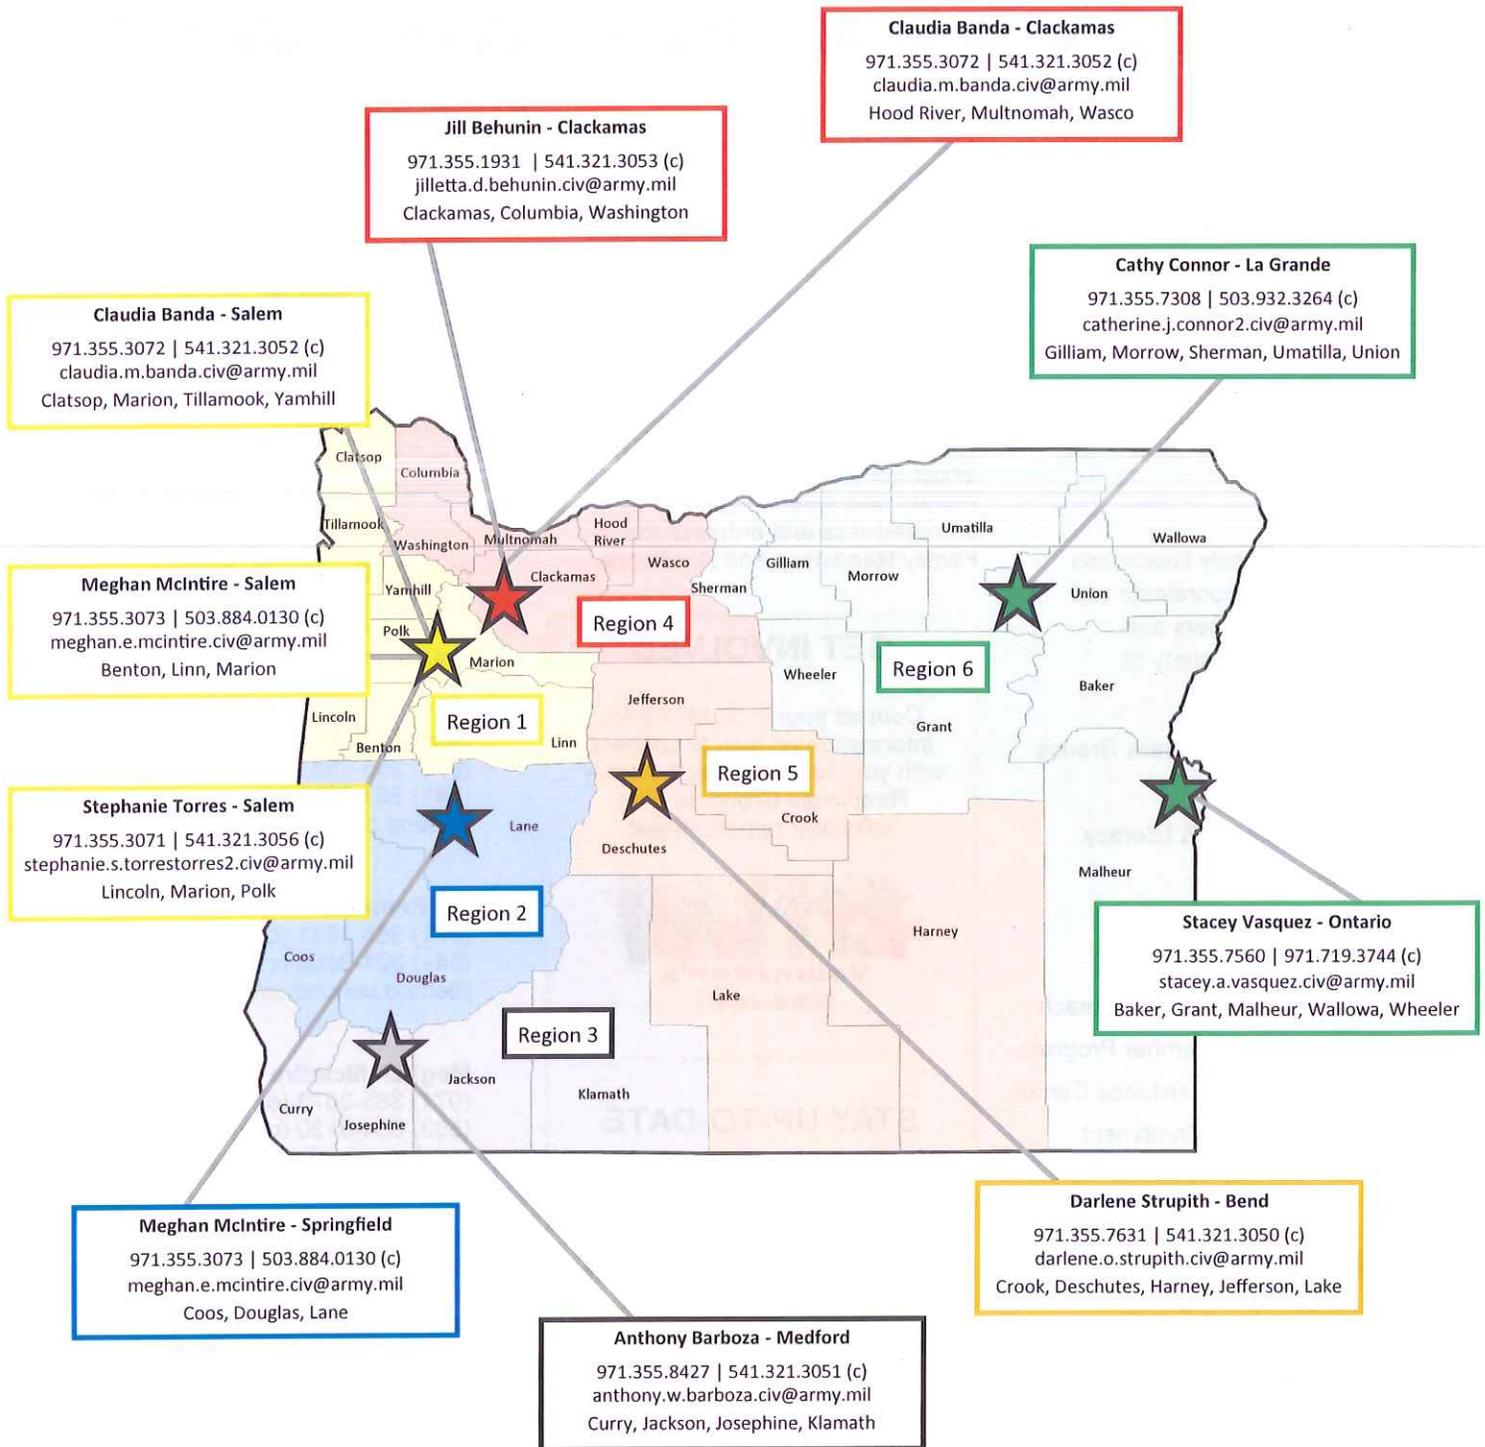 Claudia Banda - Clackamas
971.355.3072 | 541.321.3052 (c)
claudia.m.banda.civ@army.mil
Hood River, Multnomah, Wasco
Jill Behunin - Clackamas
971.355.1931 | 541.321.3053 (c)
jilletta.d.behunin.civ@army.mil
Clackamas, Columbia, Washington
Cathy Connor - La Grande
971.355.7308 | 503.932.3264 (c)
catherine.j.connor2.civ@army.mil
Gilliam, Morrow, Sherman, Umatilla, Union
Claudia Banda - Salem
971.355.3072 | 541.321.3052 (c)
claudia.m.banda.civ@army.mil
Clatsop, Marion, Tillamook, Yamhill
Clatsop
Columbia
Tillamook
Washington
Multnomah
Hood
River
Umatilla
Wallowa
Wasco
Gilliam
Clackamas
Morrow
Sherman
Union
Yamhill
Meghan McIntire - Salem
971.355.3073 | 503.884.0130 (c)
meghan.e.mcintire.civ@army.mil
Benton, Linn, Marion
Polk
Region 4
Marion
Region 6
Wheeler
Baker
Jefferson
Lincoln
Region 1
Grant
Benton
Linn
Region 5
Stephanie Torres - Salem
971.355.3071 | 541.321.3056 (c)
stephanie.s.torrestorres2.civ@army.mil
Lincoln, Marion, Polk
Lane
Crook
Deschutes
Malheur
Region 2
Harney
Stacey Vasquez - Ontario
971.355.7560 | 971.719.3744 (c)
stacey.a.vasquez.civ@army.mil
Baker, Grant, Malheur, Wallowa, Wheeler
Coos
Douglas
Lake
Region 3
Jackson
Klamath
Curry
Josephine
Meghan McIntire - Springfield
971.355.3073 | 503.884.0130 (c)
meghan.e.mcintire.civ@army.mil
Coos, Douglas, Lane
Darlene Strupith - Bend
971.355.7631 | 541.321.3050 (c)
darlene.o.strupith.civ@army.mil
Crook, Deschutes, Harney, Jefferson, Lake
Anthony Barboza - Medford
971.355.8427 | 541.321.3051 (c)
anthony.w.barboza.civ@army.mil
Curry, Jackson, Josephine, Klamath